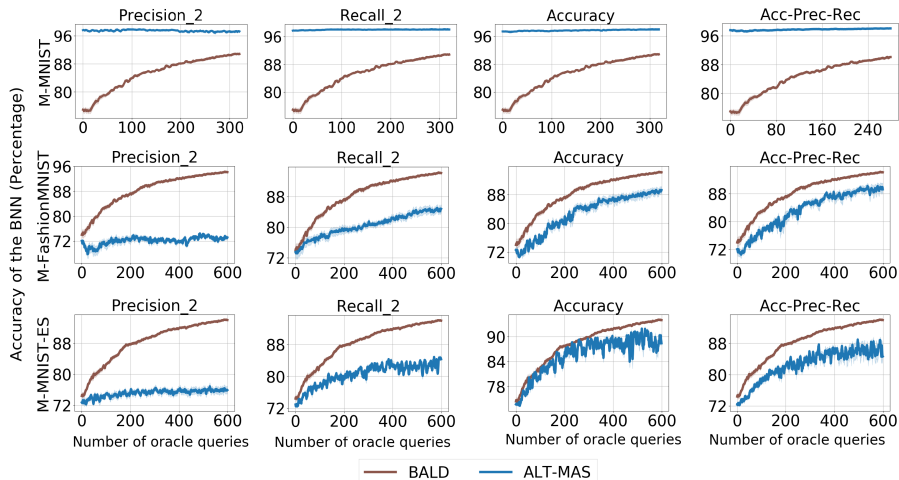 Accuracy of the BNN (Percentage)
Precision_2 Recall_2 Accuracy Acc-Prec-Rec
M-MNIST
96 96 96 96
88 88 88 88
80 80 80 80
0 100 200 300 0 100 200 300 0 100 200 300 0 80 160 240
Precision_2 Recall_2 Accuracy Acc-Prec-Rec
M-FashionMNIST
96
88 88 88 88
80 80 80 80
72 72 72 72
0 200 400 600 0 200 400 600 0 200 400 600 0 200 400 600
Precision_2 Recall_2 Accuracy Acc-Prec-Rec
M-MNIST-ES
88 88 90 88
80 80 84 80
72 72 78 72
0 200 400 600 0 200 400 600 0 200 400 600 0 200 400 600
Number of oracle queries Number of oracle queries Number of oracle queries Number of oracle queries
BALD ALT-MAS